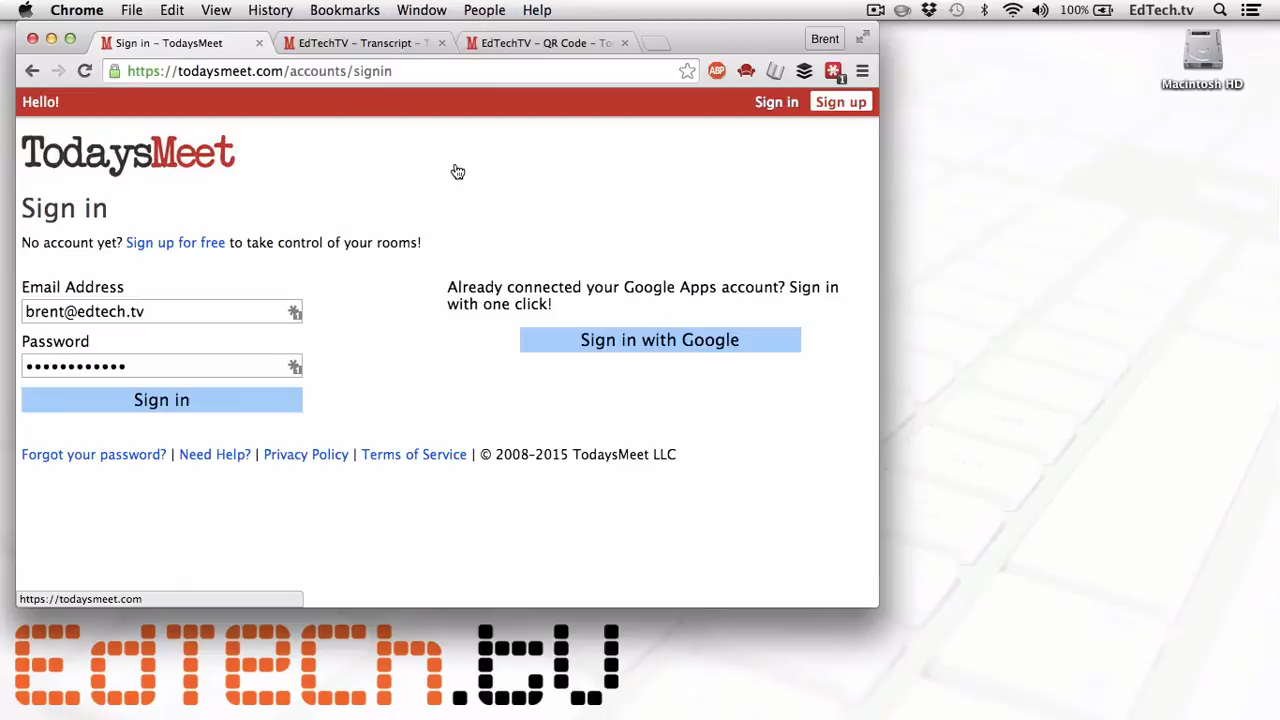 Chrome File Edit View History Bookmarks Window People Help 100% EdTech.tv
Sign in – TodaysMeet EdTechTV – Transcript – EdTechTV – QR Code – To Brent
https://todaysmeet.com/accounts/signin 1
Hello! Sign in Sign up
Macintosh HD
TodaysMeet
Sign in
No account yet? Sign up for free to take control of your rooms!
Email Address
brent@edtech.tv
Password
Sign in
Already connected your Google Apps account? Sign in
with one click!
Sign in with Google
Forgot your password? | Need Help? | Privacy Policy | Terms of Service | © 2008–2015 TodaysMeet LLC
https://todaysmeet.com
EdTech.tv